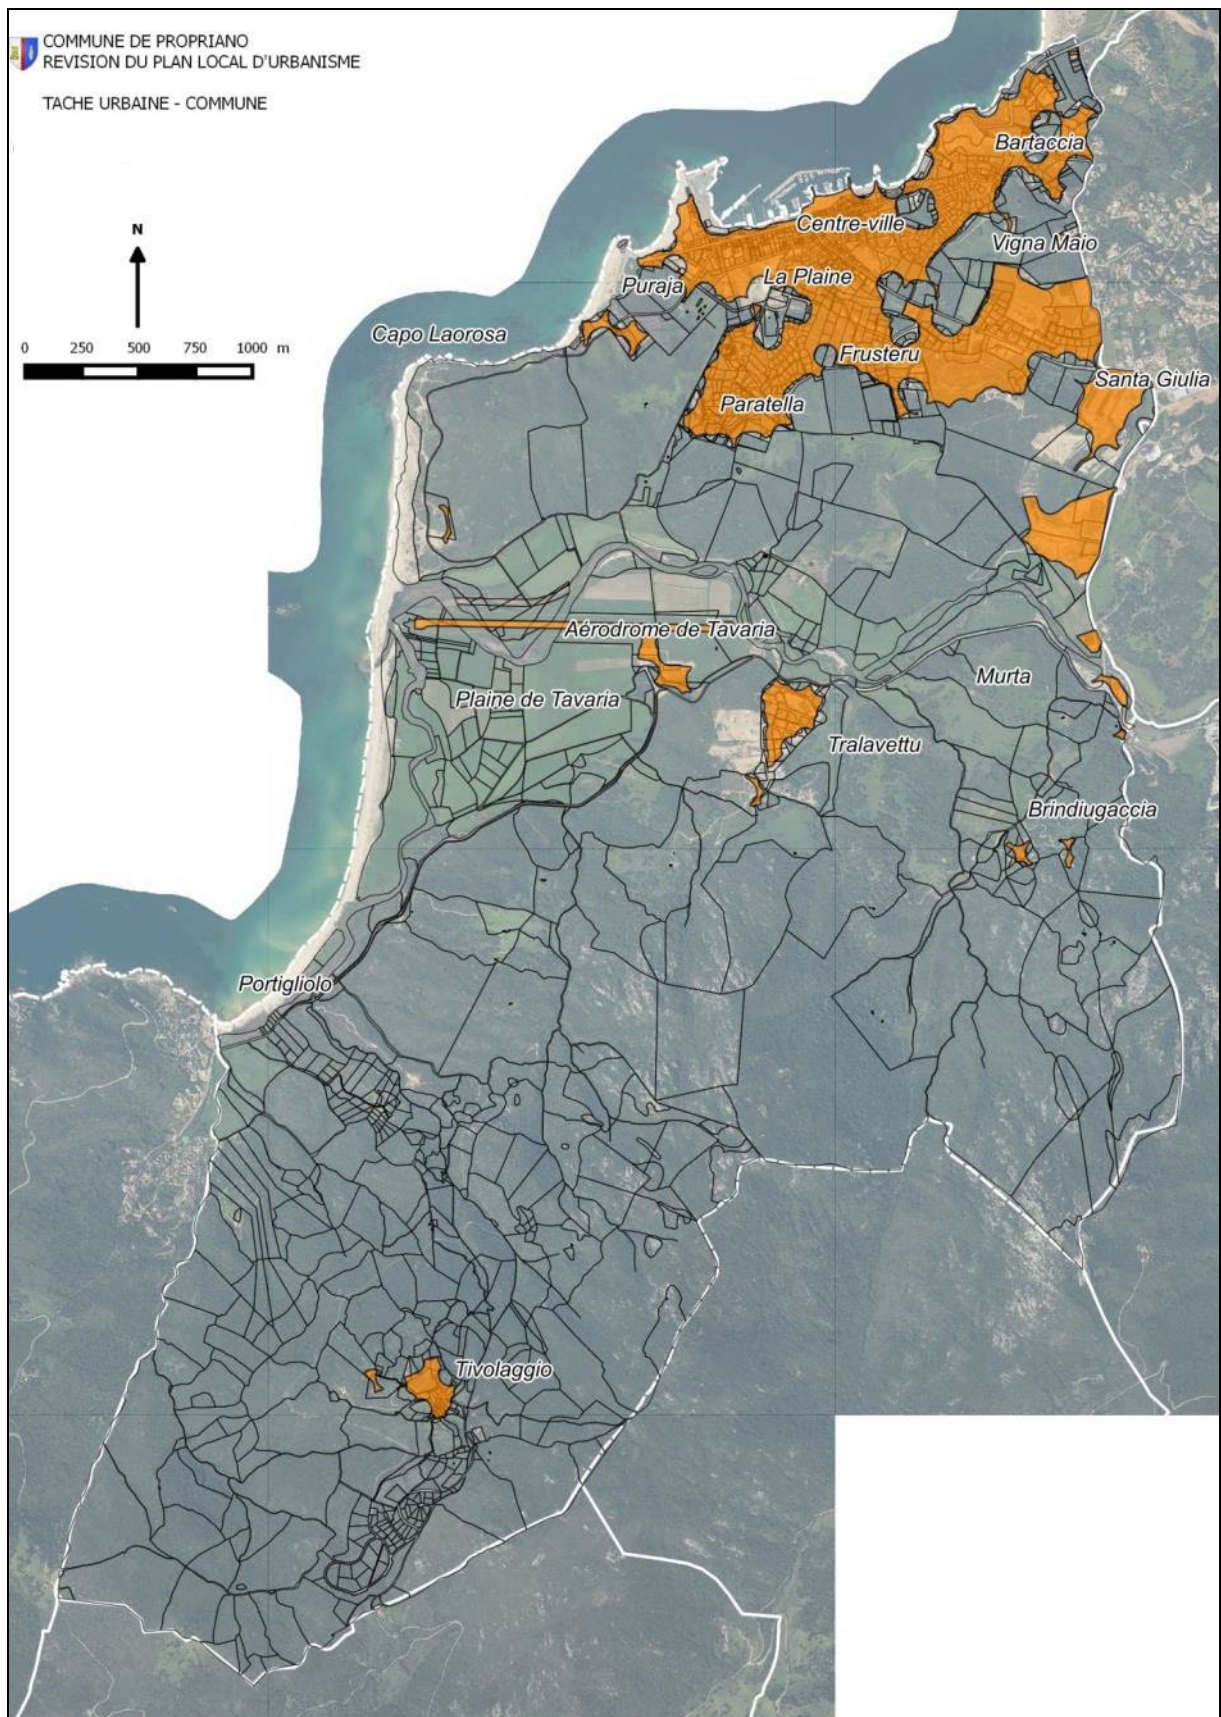 COMMUNE DE PROPRIANO
REVISION DU PLAN LOCAL D'URBANISME
TACHE URBAINE - COMMUNE
Bartaccia
N
Centre-ville
Vigna Maio
La Plaine
Puraja
Capo Laorosa
0 250 500 750 1000 m
Frusteru
Santa Giulia
Paratella
Aérodrome de Tavaria
Murta
Plaine de Tavaria
Tralavettu
Brindiugaccia
Portigliolo
Tivolaggio